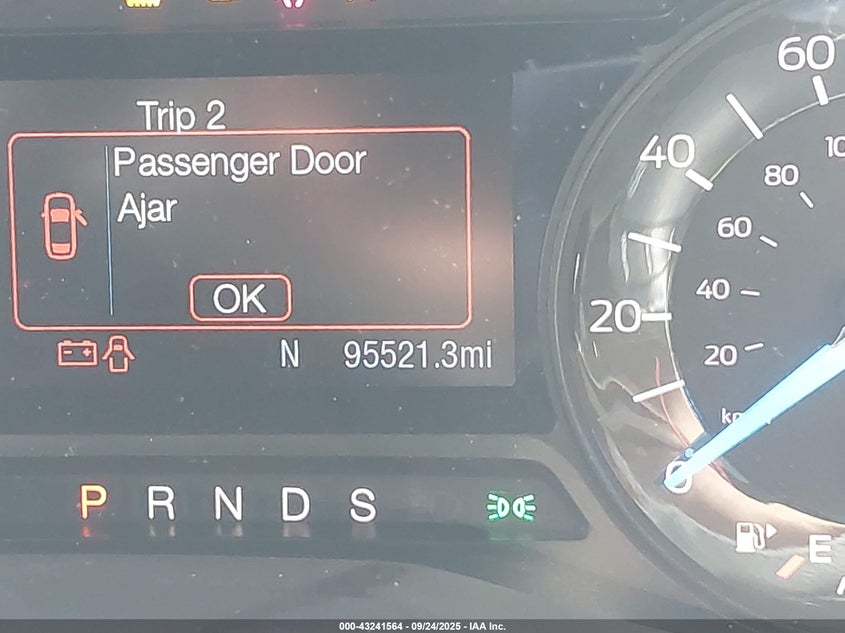 Trip 2
Passenger Door
Ajar
OK
N 95521.3mi
P R N D S
60
40
20
0
80
60
40
20
E
000-43241564 - 09/24/2025 - IAA Inc.